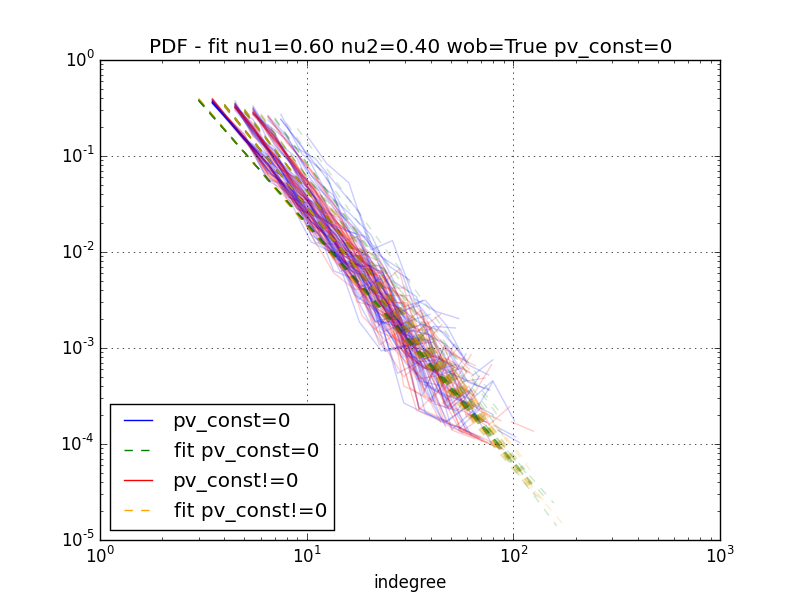 PDF - fit nu1=0.60 nu2=0.40 wob=True pv_const=0
10^0
10^-1
10^-2
10^-3
10^-4
10^-5
pv_const=0
fit pv_const=0
pv_const!=0
fit pv_const!=0
10^0 10^1 10^2 10^3
indegree